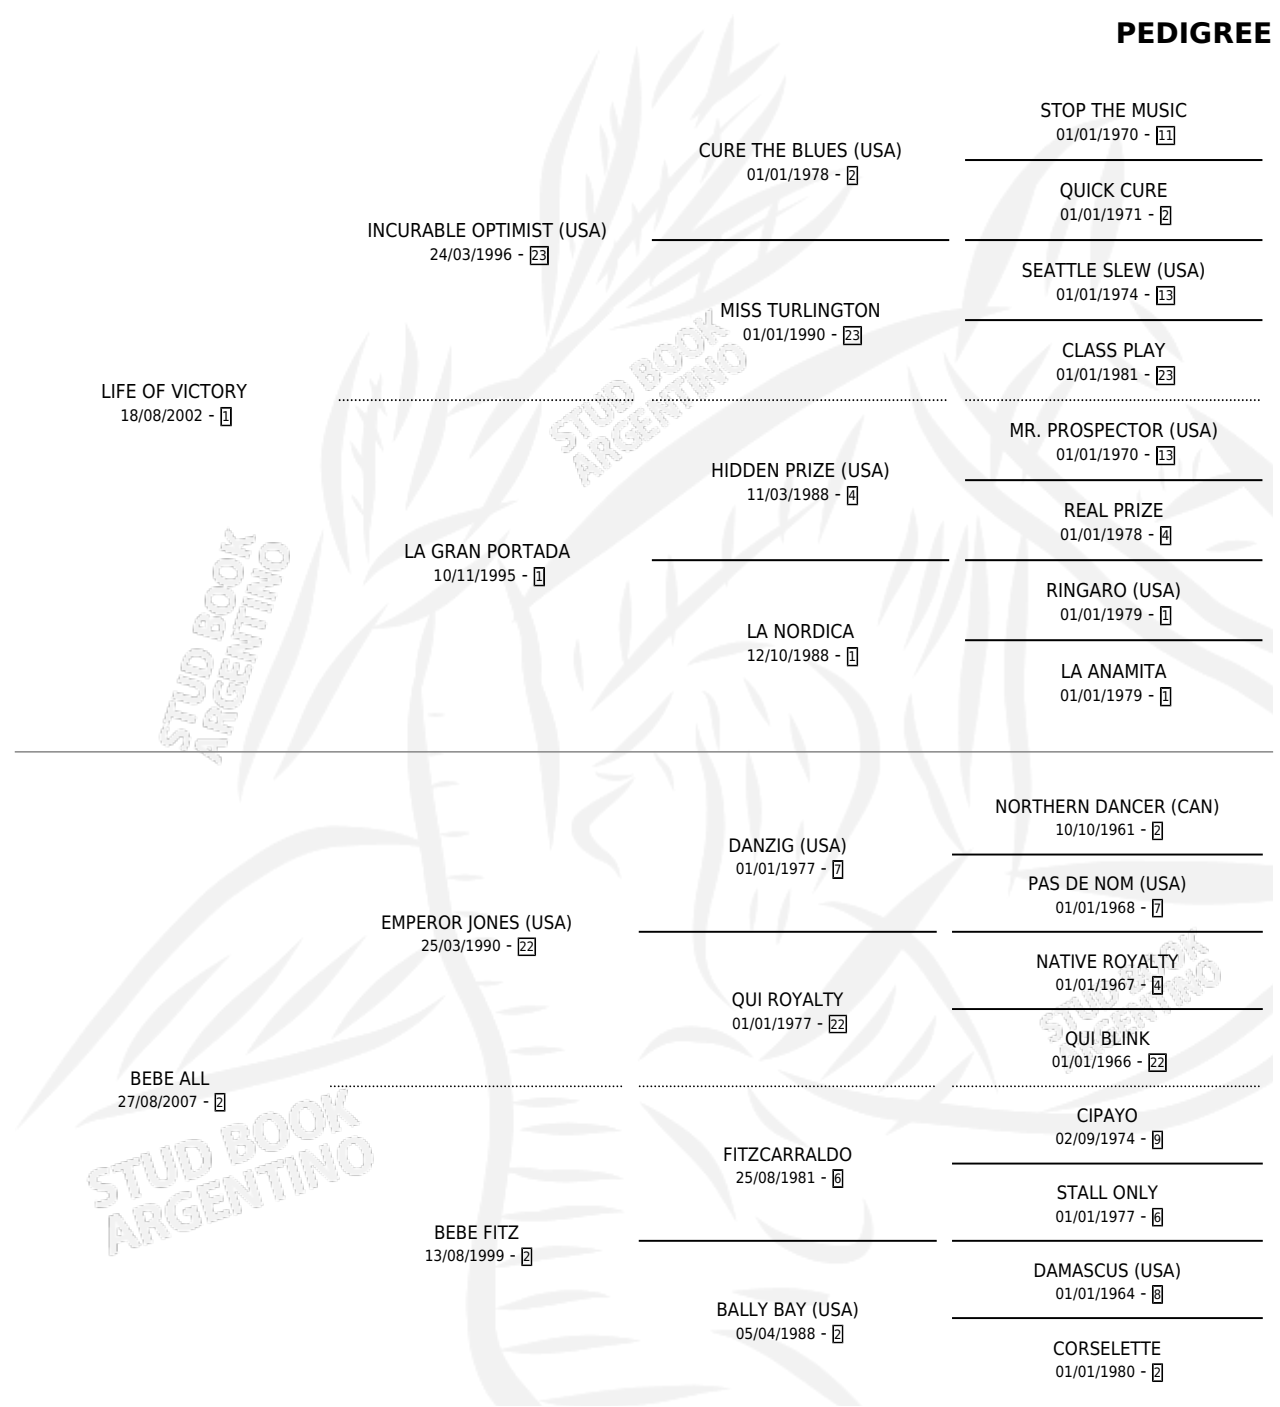 PEDIGREE
STOP THE MUSIC
01/01/1970 - 11
CURE THE BLUES (USA)
01/01/1978 - 2
QUICK CURE
01/01/1971 - 2
INCURABLE OPTIMIST (USA)
24/03/1996 - 23
SEATTLE SLEW (USA)
01/01/1974 - 13
MISS TURLINGTON
01/01/1990 - 23
CLASS PLAY
01/01/1981 - 23
LIFE OF VICTORY
18/08/2002 - 1
STUD BOOK
ARGENTINO
MR. PROSPECTOR (USA)
01/01/1970 - 13
HIDDEN PRIZE (USA)
11/03/1988 - 4
REAL PRIZE
01/01/1978 - 4
LA GRAN PORTADA
10/11/1995 - 1
RINGARO (USA)
01/01/1979 - 1
LA NORDICA
12/10/1988 - 1
LA ANAMITA
01/01/1979 - 1
STUD BOOK
ARGENTINO
NORTHERN DANCER (CAN)
10/10/1961 - 2
DANZIG (USA)
01/01/1977 - 7
PAS DE NOM (USA)
01/01/1968 - 7
EMPEROR JONES (USA)
25/03/1990 - 22
NATIVE ROYALTY
01/01/1967 - 4
QUI ROYALTY
01/01/1977 - 22
STUD BOOK
ARGENTINO
QUI BLINK
01/01/1966 - 22
BEBE ALL
27/08/2007 - 2
STUD BOOK
ARGENTINO
CIPAYO
02/09/1974 - 9
FITZCARRALDO
25/08/1981 - 6
STALL ONLY
01/01/1977 - 6
BEBE FITZ
13/08/1999 - 2
DAMASCUS (USA)
01/01/1964 - 8
BALLY BAY (USA)
05/04/1988 - 2
CORSELETTE
01/01/1980 - 2